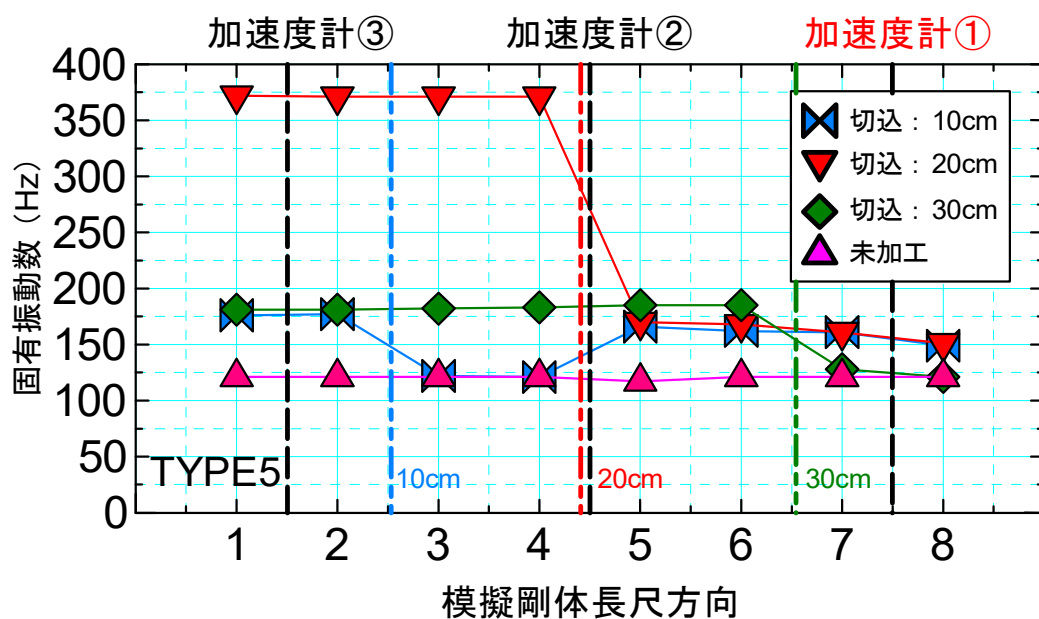 加速度計③ 加速度計② 加速度計①
400
350
300
250
200
150
100
50
0
固有振動数（Hz）
切込：10cm
切込：20cm
切込：30cm
未加工
TYPE5
10cm
20cm
30cm
1 2 3 4 5 6 7 8
模擬剛体長尺方向